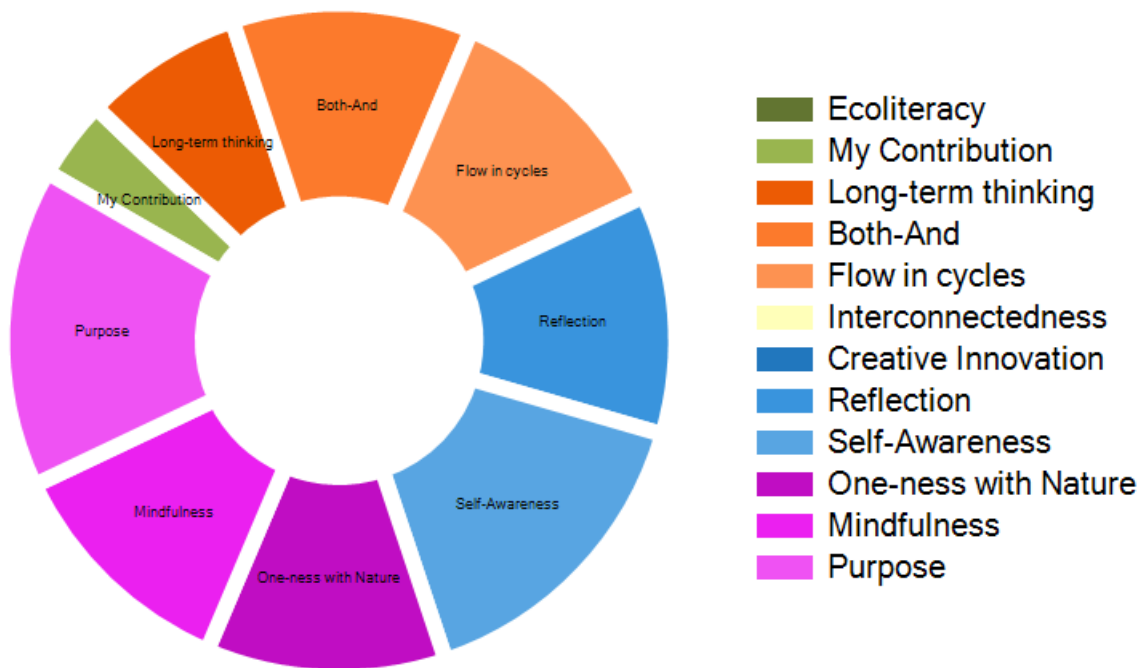 Both-And
Long-term thinking
Flow in cycles
My Contribution
Reflection
Purpose
Self-Awareness
Mindfulness
One-ness with Nature
Ecoliteracy
My Contribution
Long-term thinking
Both-And
Flow in cycles
Interconnectedness
Creative Innovation
Reflection
Self-Awareness
One-ness with Nature
Mindfulness
Purpose